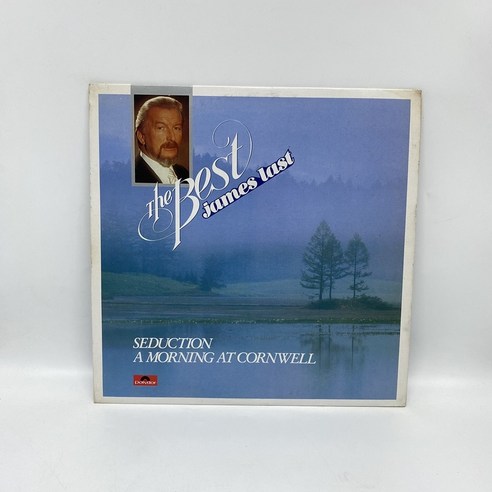 The Best
james last
SEDUCTION
A MORNING AT CORNWELL
Polydor